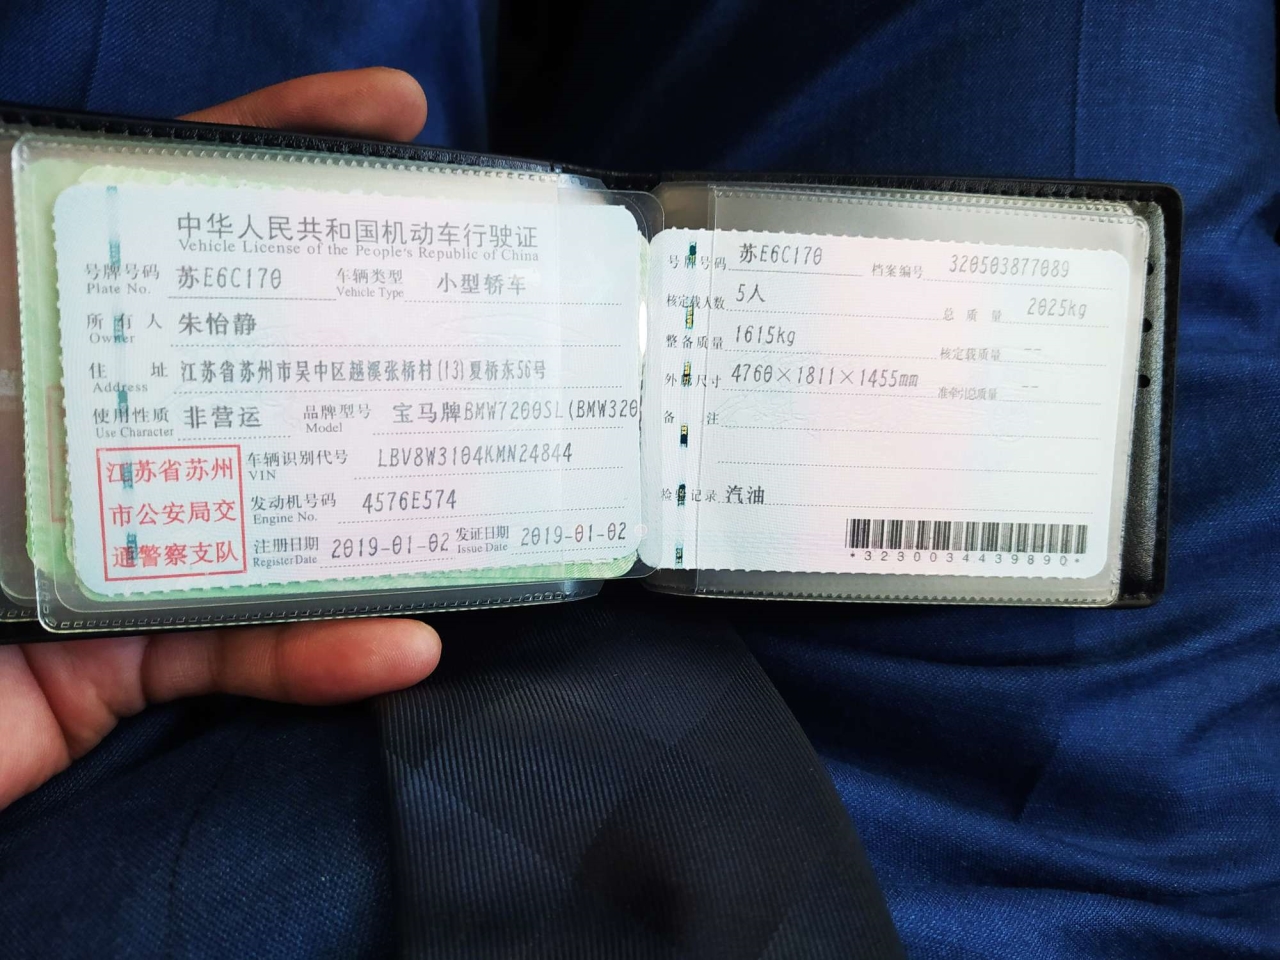 中华人民共和国机动车行驶证
Vehicle License of the People's Republic of China
号牌号码 苏E6C170 车辆类型 小型轿车
Plate No. Vehicle Type
所有人 朱怡静
Owner
住址 江苏省苏州市吴中区越溪张桥村(13)夏桥东56号
Address
使用性质 非营运 品牌型号 宝马牌BMW7200SL(BMW320
Use Character Model
江苏省苏州
市公安局交
通警察支队
车辆识别代号 LBV8W3104KMN24844
VIN
发动机号码 4576E574
Engine No.
注册日期 2019-01-02 发证日期 2019-01-02
Register Date Issue Date
号牌号码 苏E6C170 档案编号 320503877089
核定载人数 5人 总质量 2025kg
整备质量 1615kg 核定载质量 --
外廓尺寸 4760×1811×1455mm 准牵引总质量 --
备注
检验记录 汽油
*3230034439890*